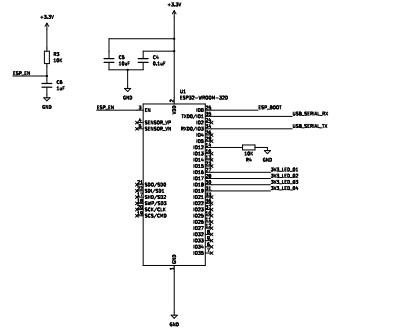 +3.3V
+3.3V
R3
10K
ESP_EN
C6
1uF
GND
C5
10uF
C4
0.1uF
GND
U1
ESP32-WROOM-32D
ESP_EN
EN
VDD
IO0
ESP_BOOT
SENSOR_VP
TXD0/IO1
USB_SERIAL_RX
SENSOR_VN
IO2
RXD0/IO3
USB_SERIAL_TX
IO4
IO5
IO12
10K
R4
GND
IO13
IO14
IO15
IO16
3V3_LED_01
IO17
3V3_LED_02
SDO/SD0
IO18
3V3_LED_03
SDI/SD1
IO19
3V3_LED_04
SHD/SD2
IO21
SWP/SD3
IO22
SCK/CLK
IO23
SCS/CMD
IO25
IO26
IO27
IO32
IO33
IO34
IO35
GND
1
GND